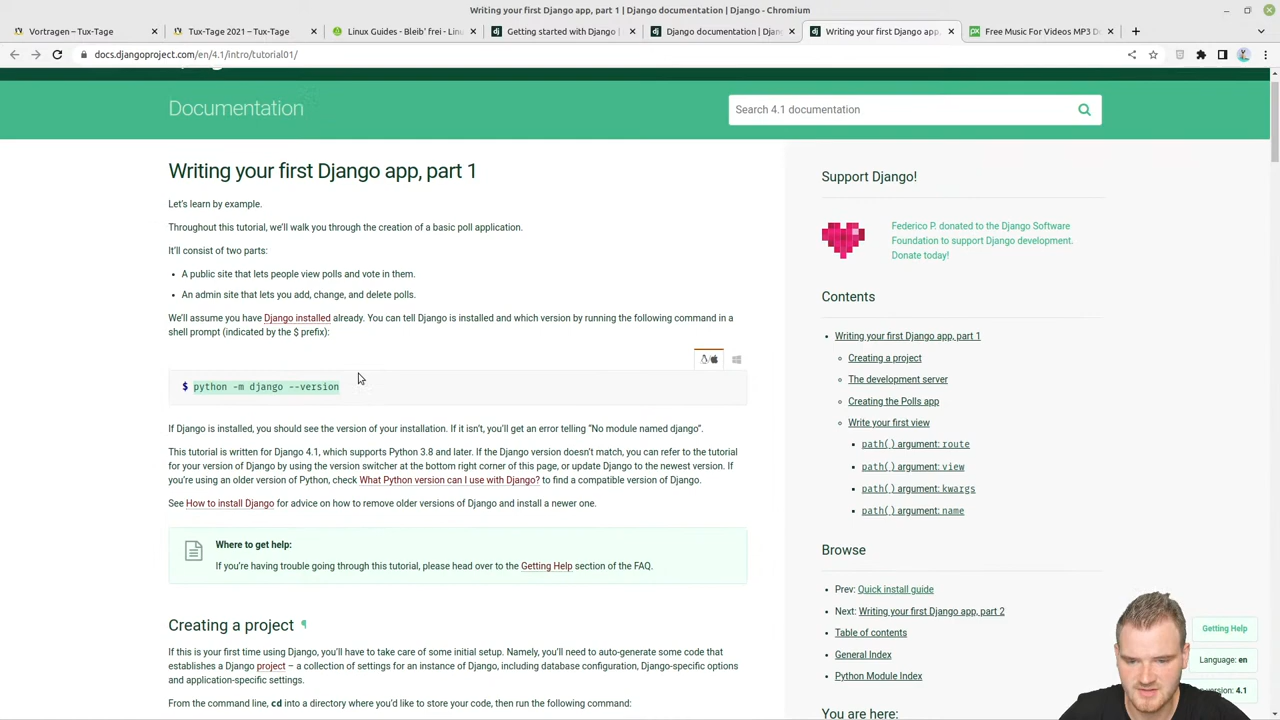 Writing your first Django app, part 1 | Django documentation | Django - Chromium
Vortragen – Tux-Tage
Tux-Tage 2021 – Tux-Tage
Linux Guides - Bleib' frei - Lin
Getting started with Django |
Django documentation | Djan
Writing your first Django app,
Free Music For Videos MP3 D
docs.djangoproject.com/en/4.1/intro/tutorial01/
Documentation
Search 4.1 documentation
Writing your first Django app, part 1
Let's learn by example.
Throughout this tutorial, we'll walk you through the creation of a basic poll application.
It'll consist of two parts:
• A public site that lets people view polls and vote in them.
• An admin site that lets you add, change, and delete polls.
We'll assume you have Django installed already. You can tell Django is installed and which version by running the following command in a
shell prompt (indicated by the $ prefix):
$ python -m django --version
If Django is installed, you should see the version of your installation. If it isn't, you'll get an error telling “No module named django”.
This tutorial is written for Django 4.1, which supports Python 3.8 and later. If the Django version doesn't match, you can refer to the tutorial
for your version of Django by using the version switcher at the bottom right corner of this page, or update Django to the newest version. If
you're using an older version of Python, check What Python version can I use with Django? to find a compatible version of Django.
See How to install Django for advice on how to remove older versions of Django and install a newer one.
Where to get help:
If you're having trouble going through this tutorial, please head over to the Getting Help section of the FAQ.
Creating a project ¶
If this is your first time using Django, you'll have to take care of some initial setup. Namely, you'll need to auto-generate some code that
establishes a Django project – a collection of settings for an instance of Django, including database configuration, Django-specific options
and application-specific settings.
From the command line, cd into a directory where you'd like to store your code, then run the following command:
Support Django!
Federico P. donated to the Django Software
Foundation to support Django development.
Donate today!
Contents
• Writing your first Django app, part 1
Creating a project
The development server
Creating the Polls app
Write your first view
path() argument: route
path() argument: view
path() argument: kwargs
path() argument: name
Browse
• Prev: Quick install guide
• Next: Writing your first Django app, part 2
• Table of contents
• General Index
• Python Module Index
You are here:
Getting Help
Language: en
version: 4.1